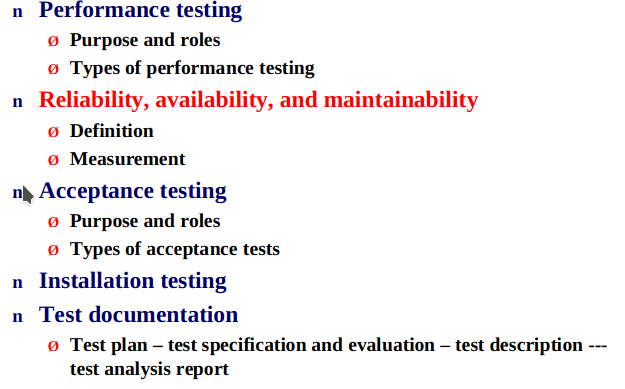 n Performance testing
Ø Purpose and roles
Ø Types of performance testing
n Reliability, availability, and maintainability
Ø Definition
Ø Measurement
n Acceptance testing
Ø Purpose and roles
Ø Types of acceptance tests
n Installation testing
n Test documentation
Ø Test plan – test specification and evaluation – test description ---
test analysis report